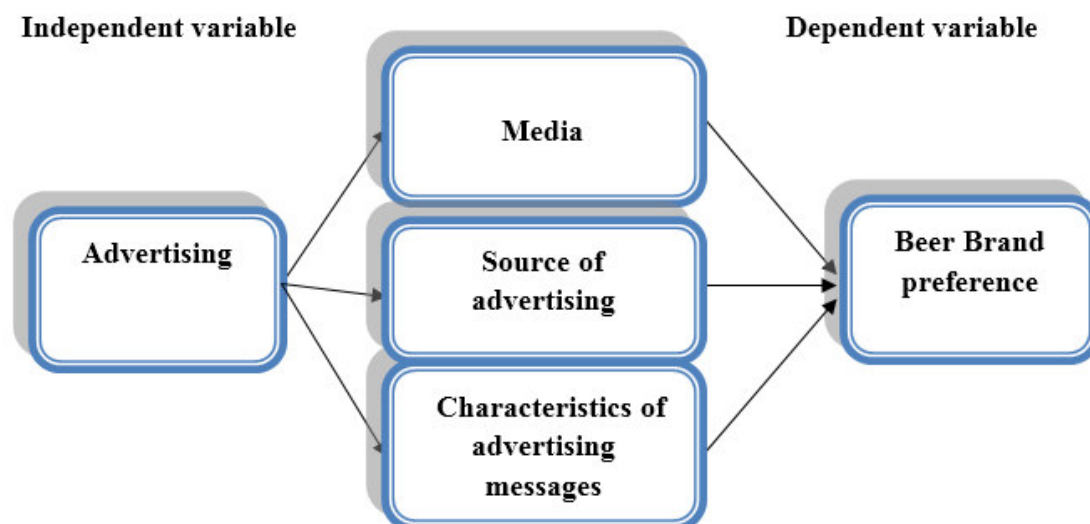 Independent variable
Dependent variable
Media
Advertising
Source of
advertising
Beer Brand
preference
Characteristics of
advertising
messages